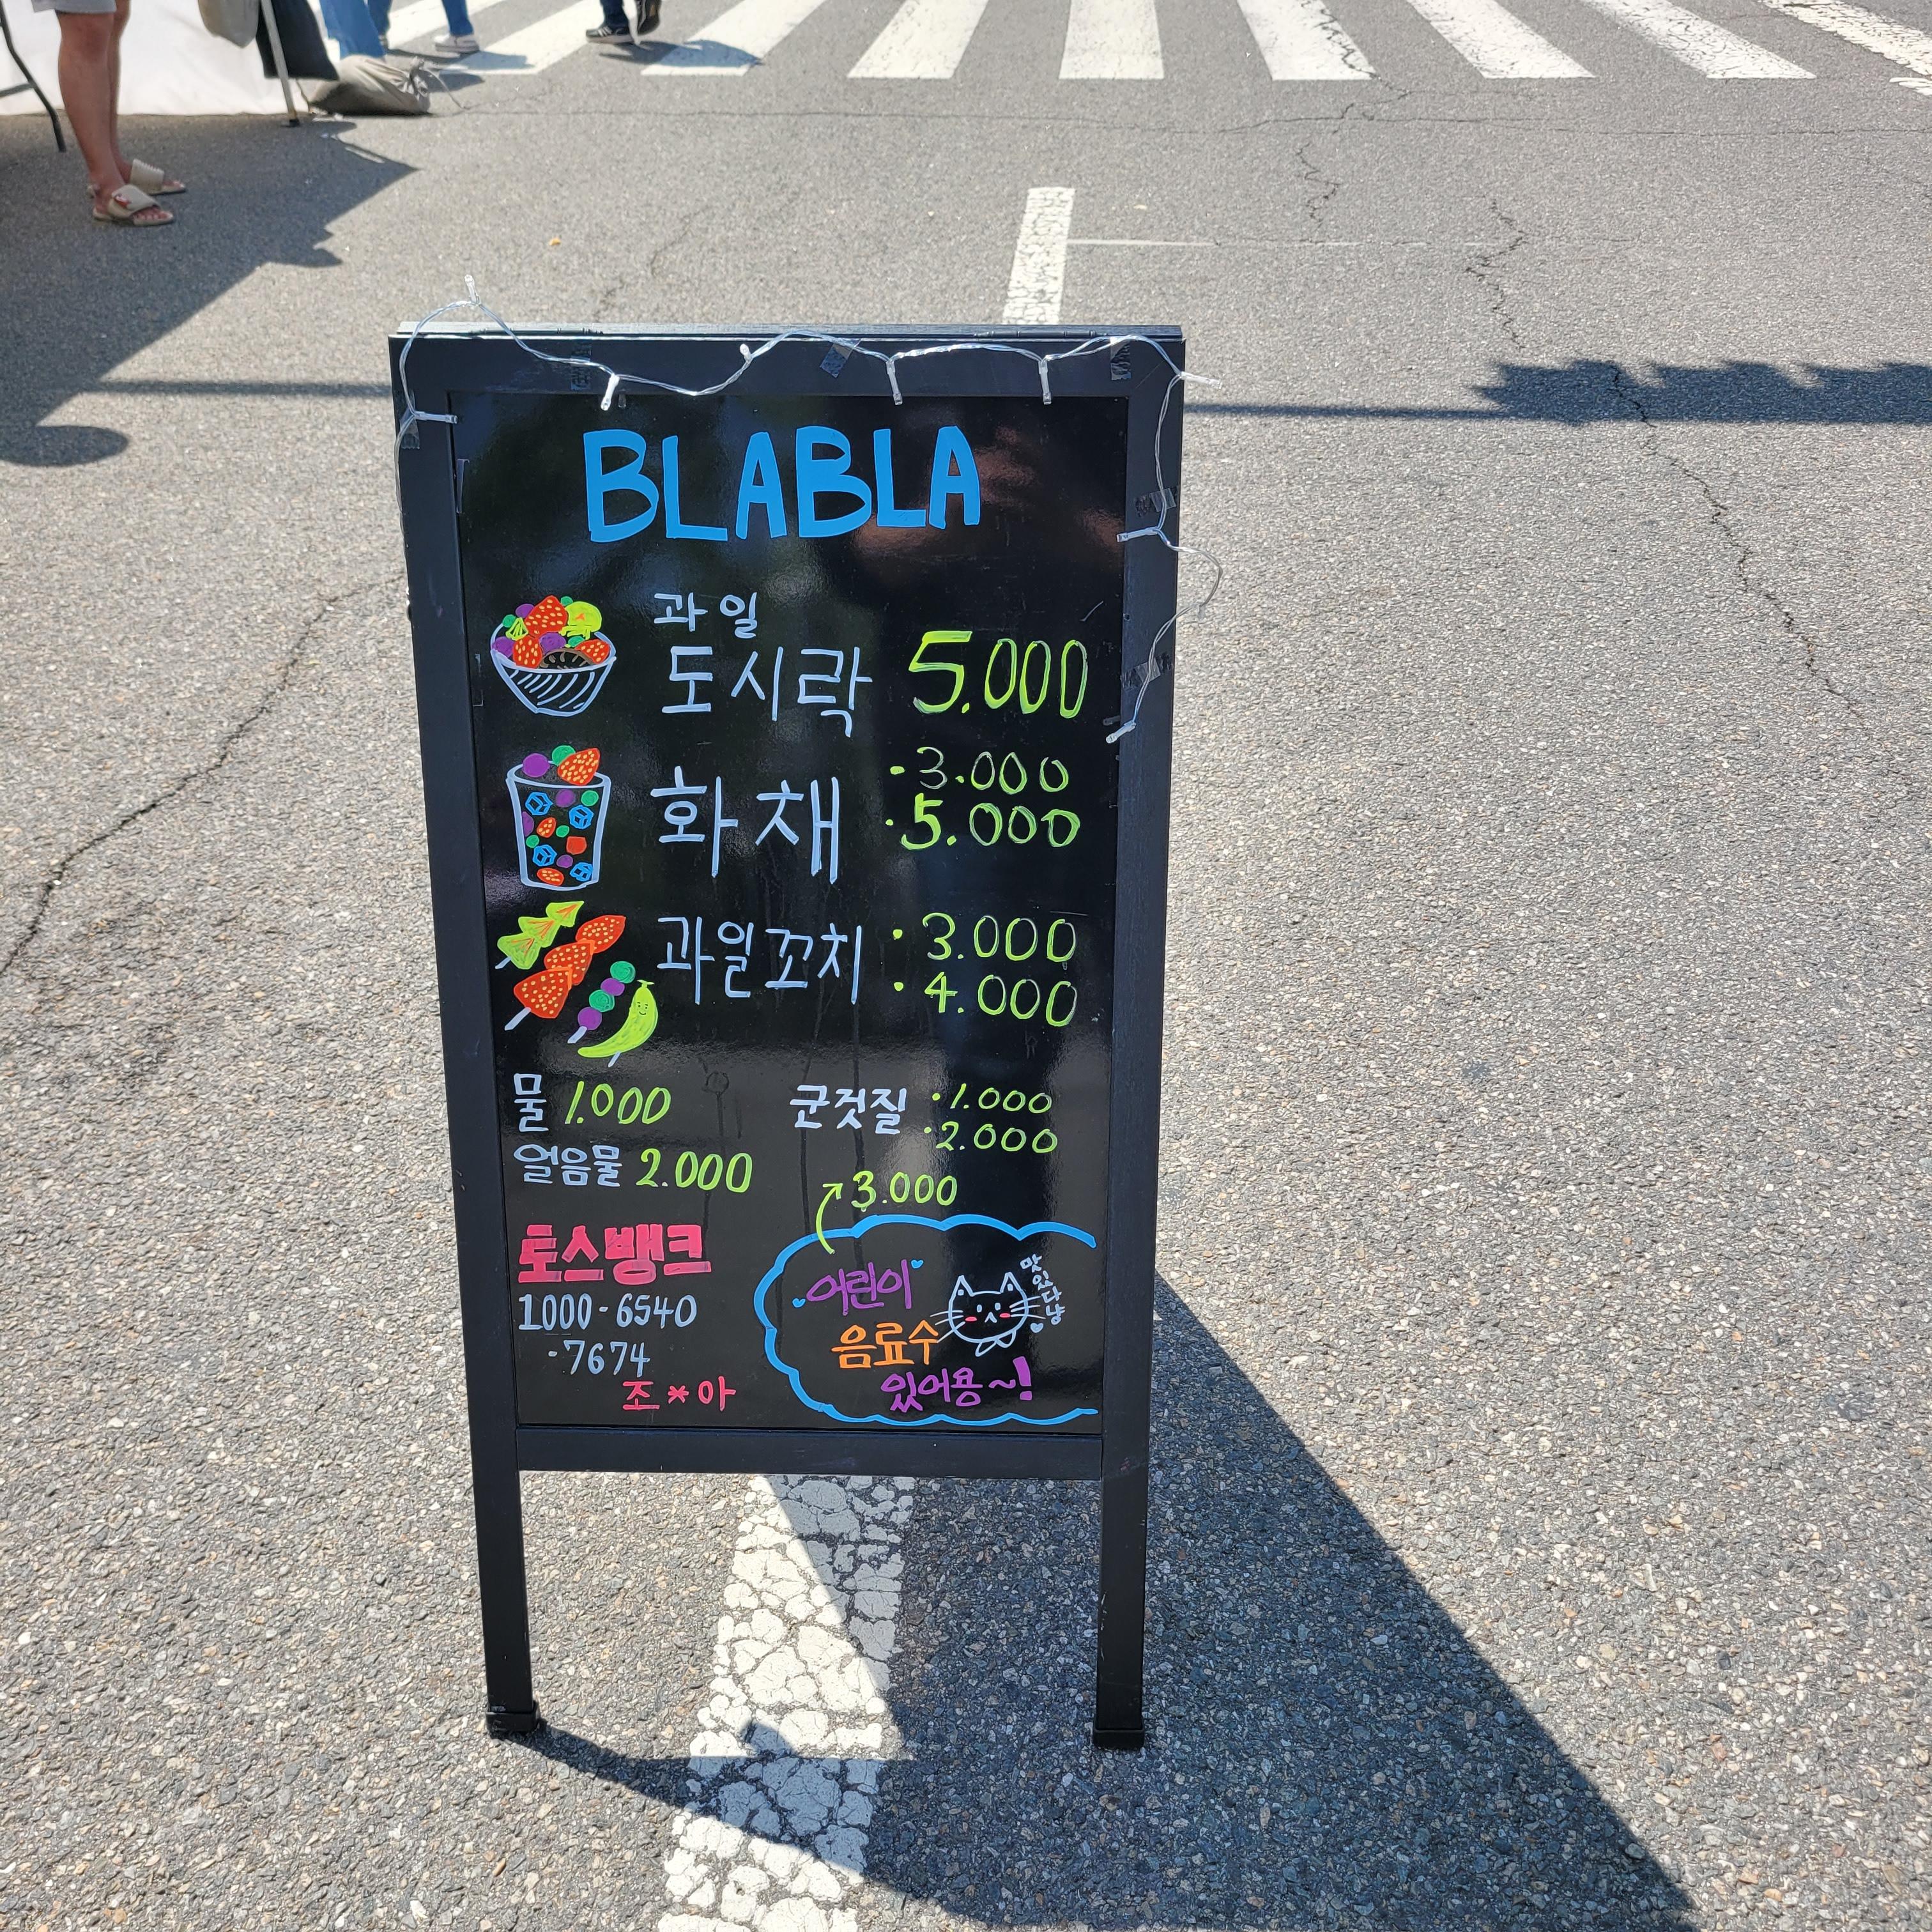 BLABLA
과일
도시락 5.000
화채 ·3.000
·5.000
과일꼬치 ·3.000
·4.000
물 1.000
얼음물 2.000
군것질 ·1.000
·2.000
토스뱅크
1000-6540
-7674
조*아
3.000
어린이
음료수
있어용~!
맛있다냥